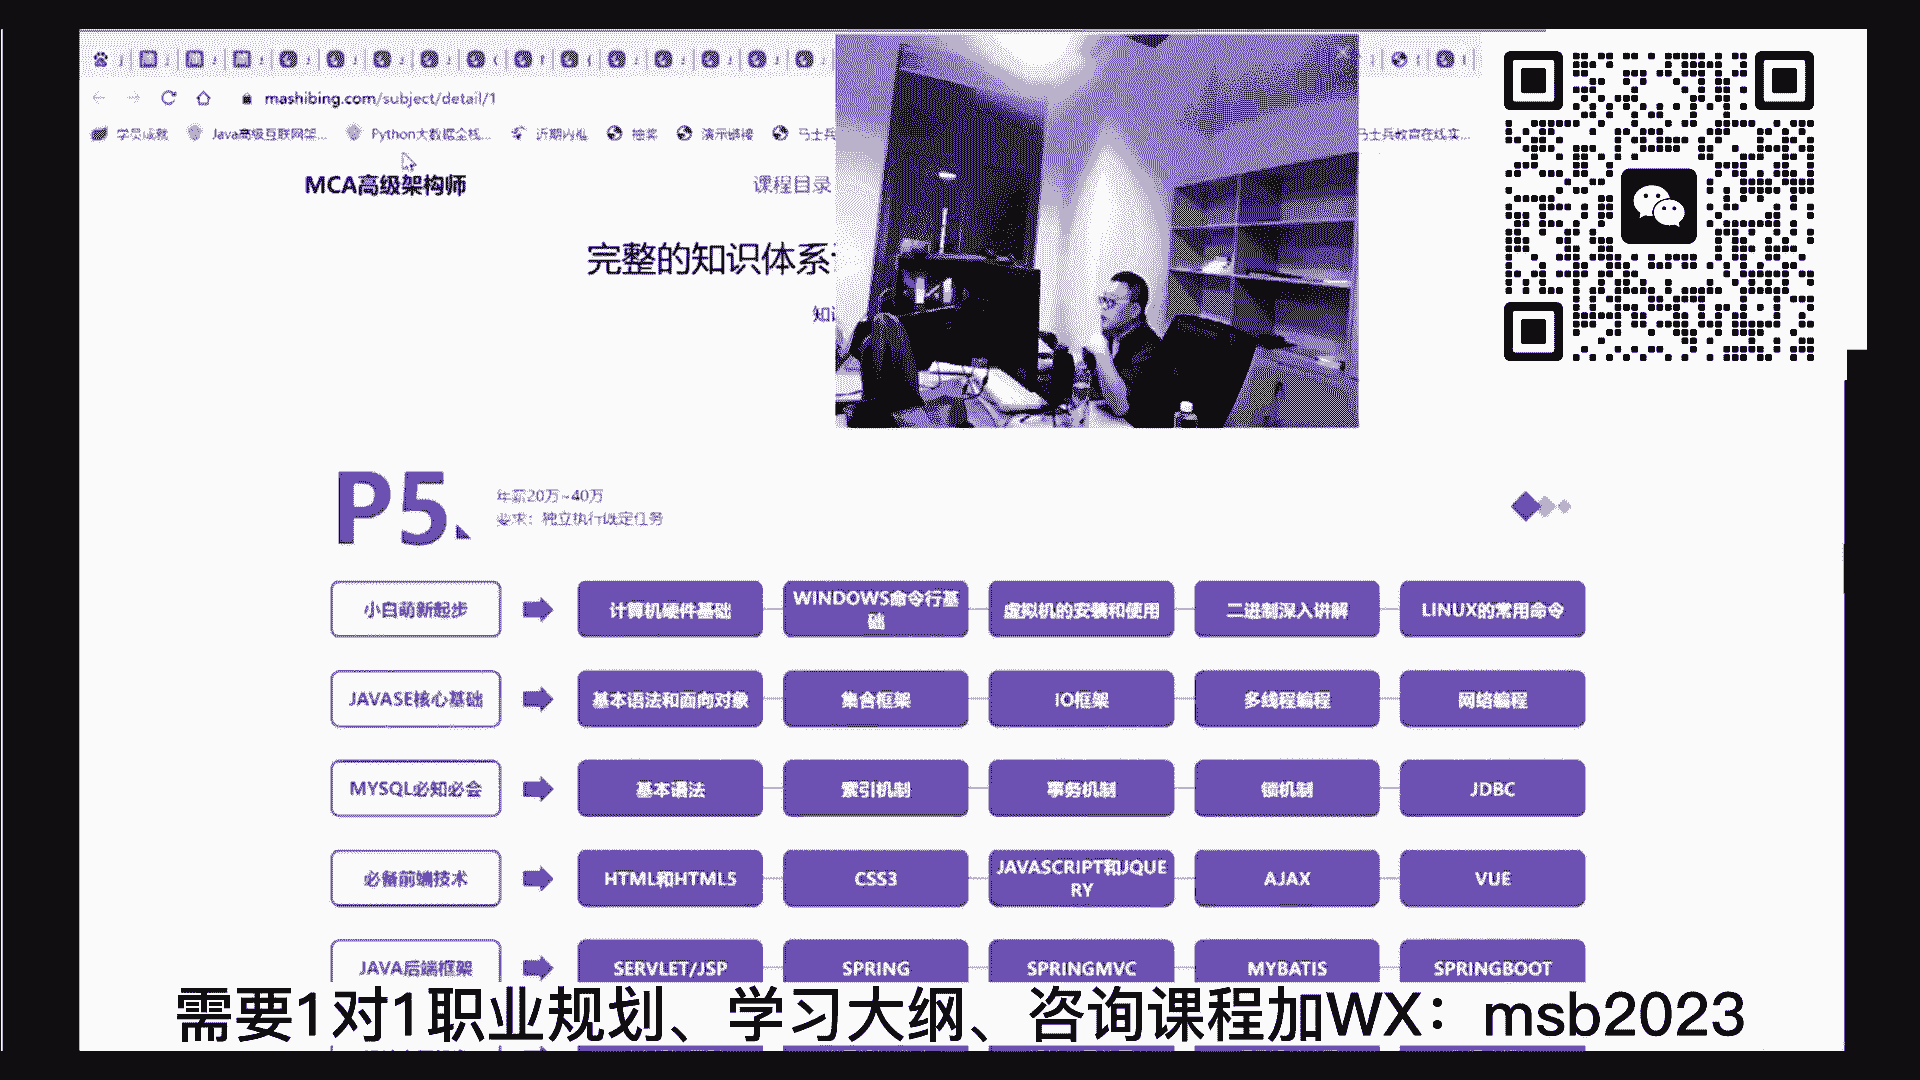 mashibing.com/subject/detail/1
学员成就 Java高级互联网架... Python大数据全栈... 近期内推 抽奖 演示链接 马士兵 马士兵教育在线实...
MCA高级架构师 课程目录
完整的知识体系
知识
P5
年薪20万~40万
要求：独立执行既定任务
小白萌新起步 计算机硬件基础 WINDOWS命令行基础 虚拟机的安装和使用 二进制深入讲解 LINUX的常用命令
JAVASE核心基础 基本语法和面向对象 集合框架 IO框架 多线程编程 网络编程
MYSQL必知必会 基本语法 索引机制 事务机制 锁机制 JDBC
必备前端技术 HTML和HTML5 CSS3 JAVASCRIPT和JQUERY AJAX VUE
JAVA后端框架 SERVLET/JSP SPRING SPRINGMVC MYBATIS SPRINGBOOT
需要1对1职业规划、学习大纲、咨询课程加WX：msb2023